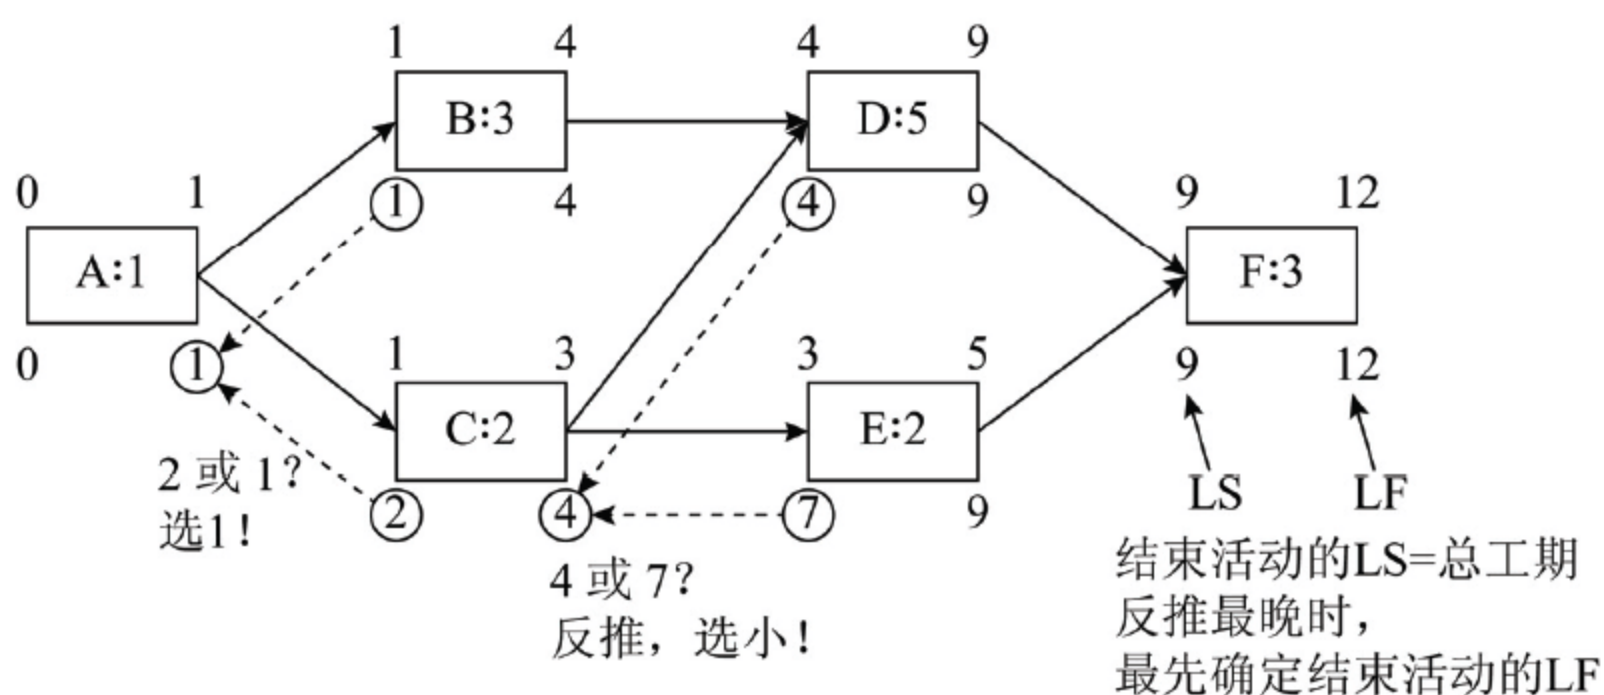 1 4 4 9
B:3 D:5
0 1 1 4 4 9 9 12
A:1 F:3
0 1 1 3 3 5 9 12
C:2 E:2
2 或 1? 2 4 7 9 LS LF
选1!
4 或 7?
反推，选小!
结束活动的LS=总工期
反推最晚时，
最先确定结束活动的LF